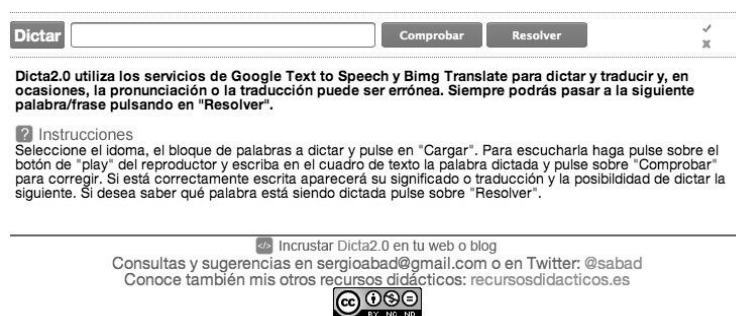 Dictar Comprobar Resolver
Dicta2.0 utiliza los servicios de Google Text to Speech y Bimg Translate para dictar y traducir y, en
ocasiones, la pronunciación o la traducción puede ser errónea. Siempre podrás pasar a la siguiente
palabra/frase pulsando en "Resolver".
? Instrucciones
Seleccione el idoma, el bloque de palabras a dictar y pulse en "Cargar". Para escucharla haga pulse sobre el
botón de "play" del reproductor y escriba en el cuadro de texto la palabra dictada y pulse sobre "Comprobar"
para corregir. Si está correctamente escrita aparecerá su significado o traducción y la posibildidad de dictar la
siguiente. Si desea saber qué palabra está siendo dictada pulse sobre "Resolver".
</> Incrustar Dicta2.0 en tu web o blog
Consultas y sugerencias en sergioabad@gmail.com o en Twitter: @sabad
Conoce también mis otros recursos didácticos: recursosdidacticos.es
cc
BY NC ND